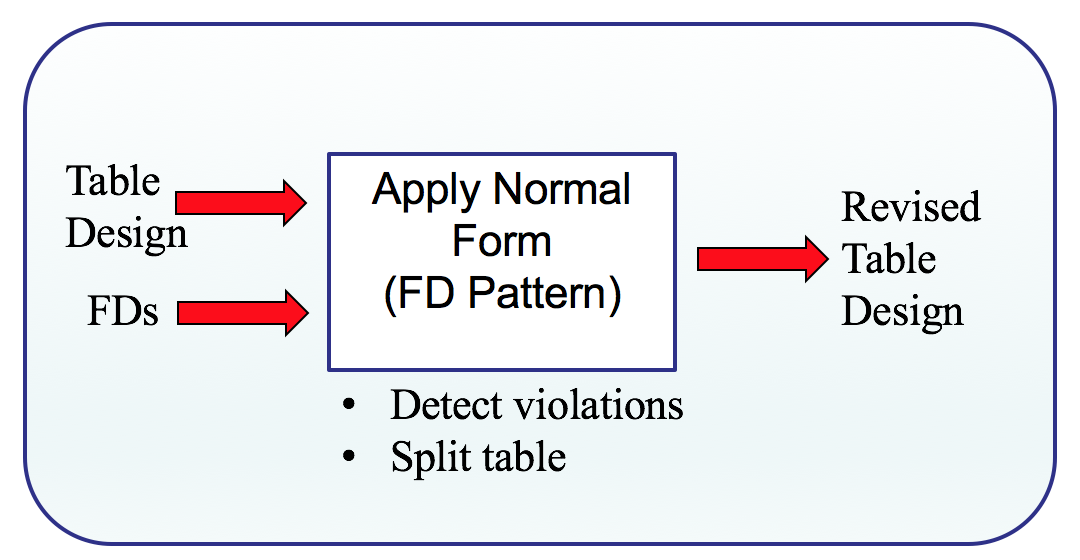 Table
Design
FDs
Apply Normal
Form
(FD Pattern)
• Detect violations
• Split table
Revised
Table
Design